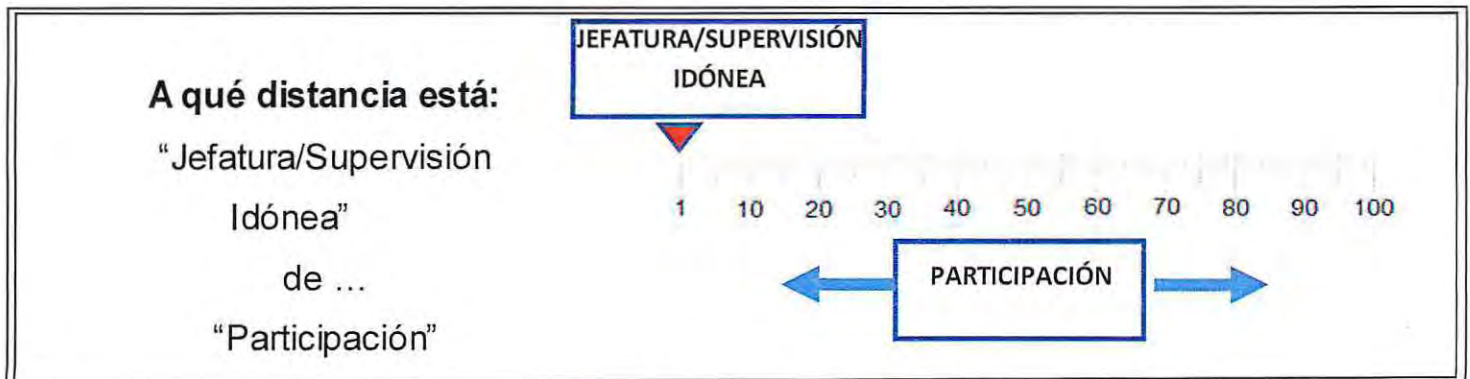 A qué distancia está:
“Jefatura/Supervisión
Idónea”
de ...
“Participación”
JEFATURA/SUPERVISIÓN
IDÓNEA
1 10 20 30 40 50 60 70 80 90 100
PARTICIPACIÓN